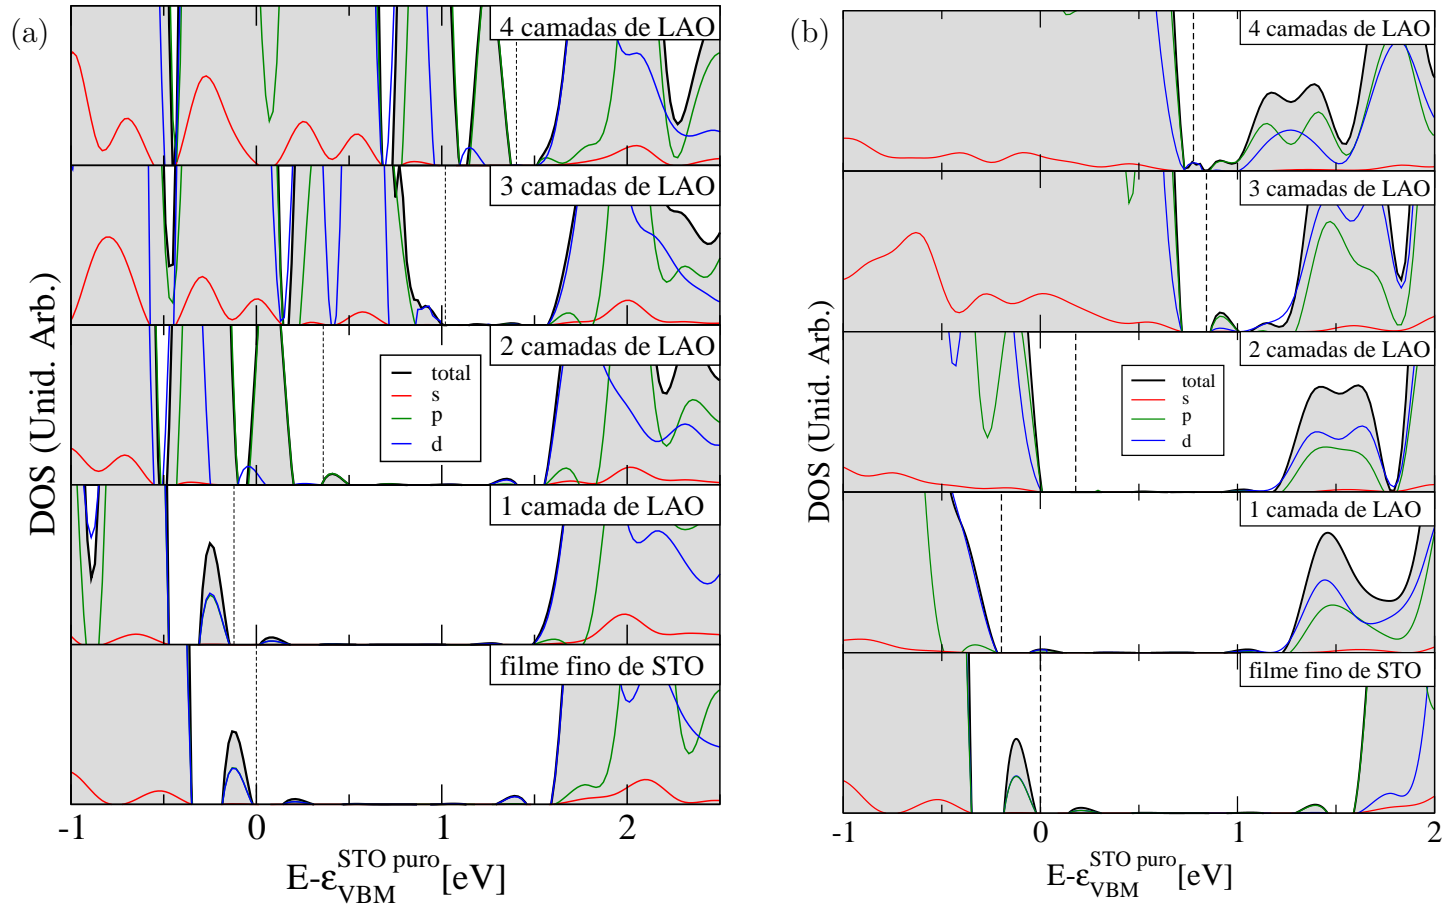 (a)
4 camadas de LAO
3 camadas de LAO
2 camadas de LAO
total
s
p
d
1 camada de LAO
filme fino de STO
DOS (Unid. Arb.)
-1 0 1 2
E-εVBM^STO puro[eV]
(b)
4 camadas de LAO
3 camadas de LAO
2 camadas de LAO
total
s
p
d
1 camada de LAO
filme fino de STO
DOS (Unid. Arb.)
-1 0 1 2
E-εVBM^STO puro[eV]